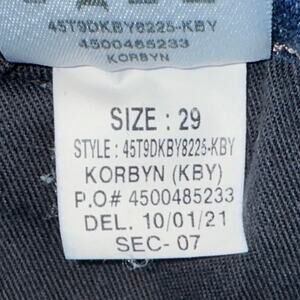 45T9DKBY8225-KBY
4500485233
KORBYN
SIZE : 29
STYLE : 45T9DKBY8225-KBY
KORBYN (KBY)
P.O# 4500485233
DEL. 10/01/21
SEC- 07